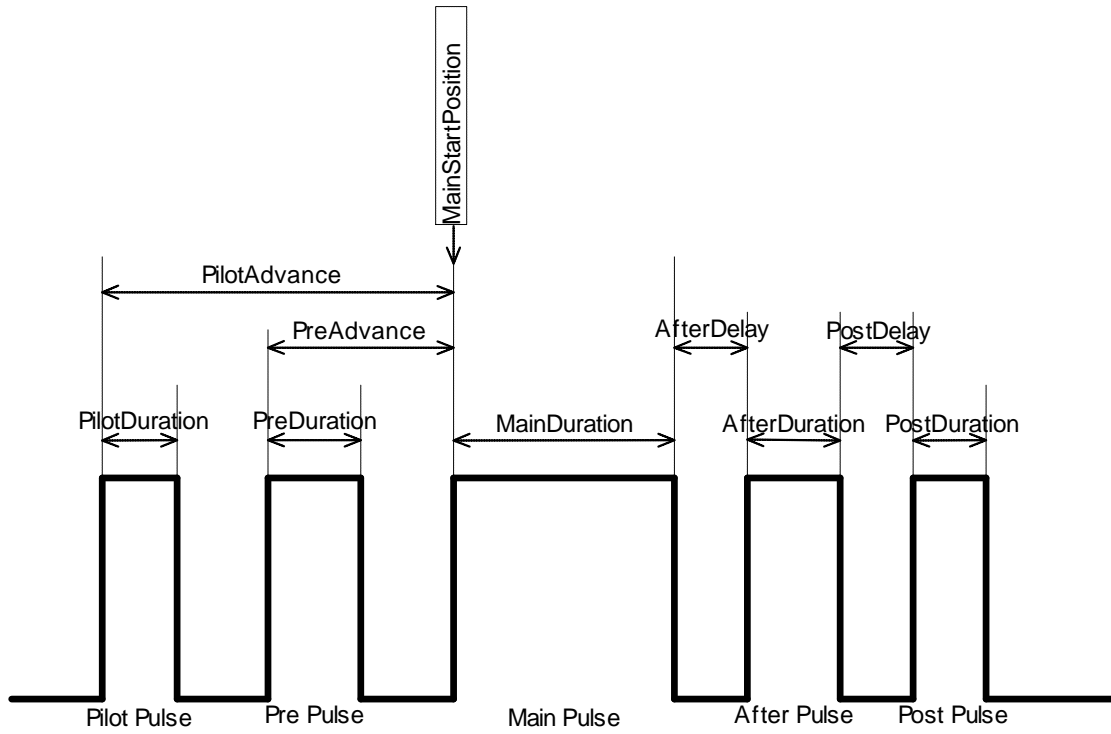 MainStartPosition
PilotAdvance
PreAdvance
AfterDelay
PostDelay
PilotDuration
PreDuration
MainDuration
AfterDuration
PostDuration
Pilot Pulse
Pre Pulse
Main Pulse
After Pulse
Post Pulse